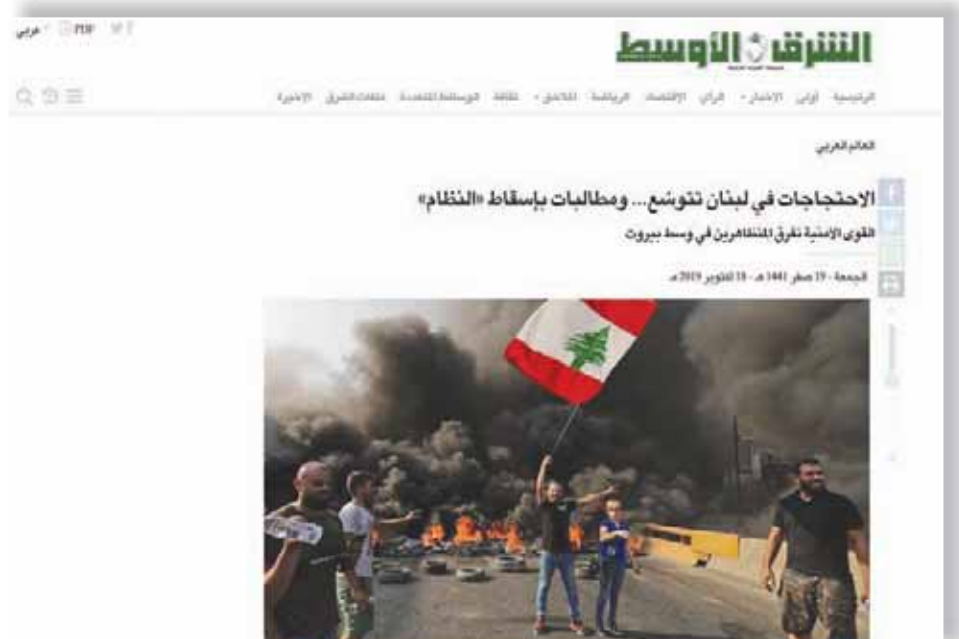 عربي PDF
الشرق الأوسط
الرئيسية أولى الأخبار الرأي الاقتصاد الرياضة الملاحق ثقافة الوسائط المتعددة ملفات الشرق الأخيرة
العالم العربي
الاحتجاجات في لبنان تتوسّع... ومطالبات بإسقاط «النظام»
القوى الأمنية تفرق المتظاهرين في وسط بيروت
الجمعة - 19 صفر 1441 هـ - 18 أكتوبر 2019 مـ